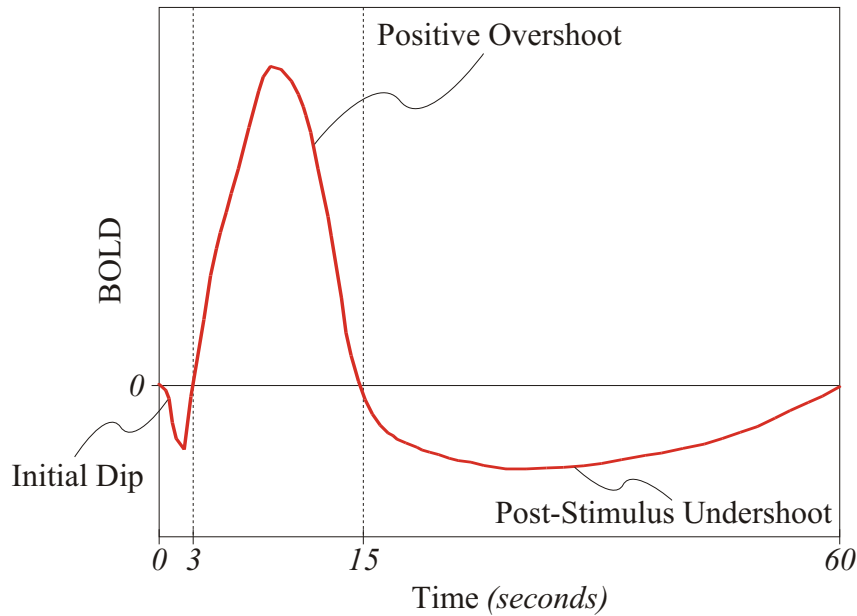 Positive Overshoot
BOLD
0
Initial Dip
Post-Stimulus Undershoot
0 3 15 60
Time (seconds)